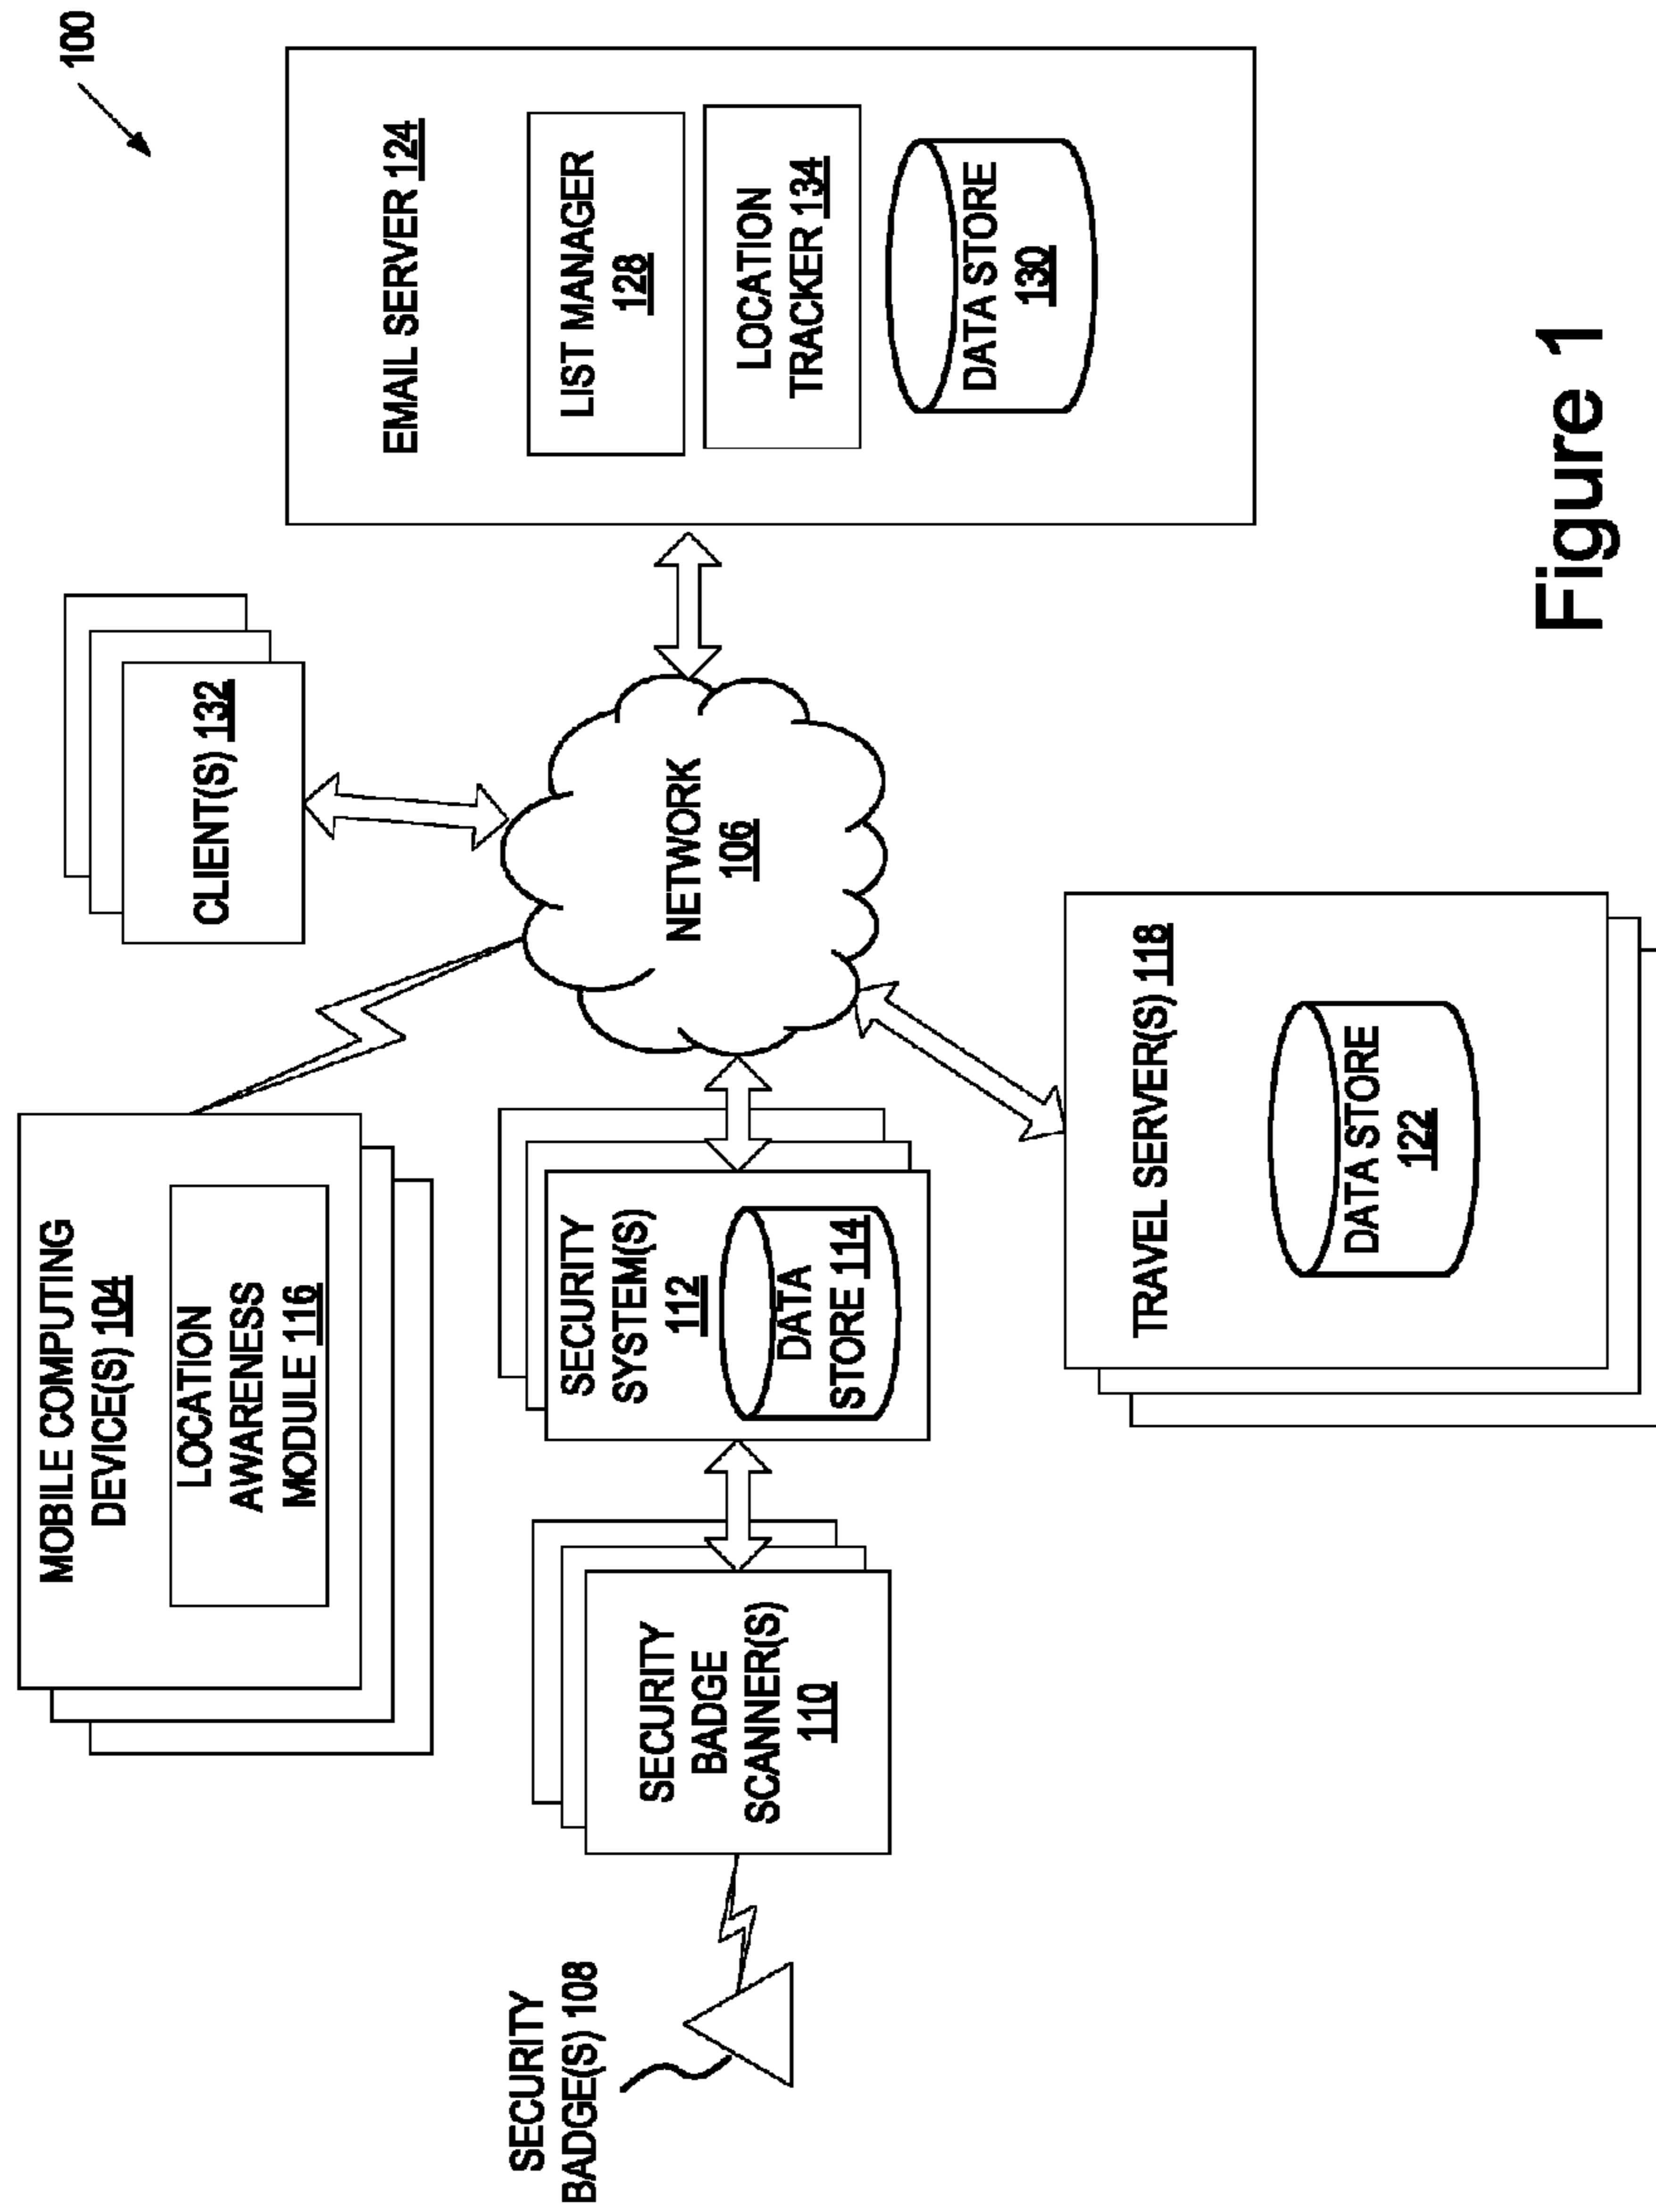 100
MOBILE COMPUTING
DEVICE(S) 104
LOCATION
AWARENESS
MODULE 116
CLIENT(S) 132
EMAIL SERVER 124
LIST MANAGER
128
LOCATION
TRACKER 134
DATA STORE
130
NETWORK
106
SECURITY
BADGE(S) 108
SECURITY
BADGE
SCANNER(S)
110
SECURITY
SYSTEM(S)
112
DATA
STORE 114
TRAVEL SERVER(S) 118
DATA STORE
122
Figure 1